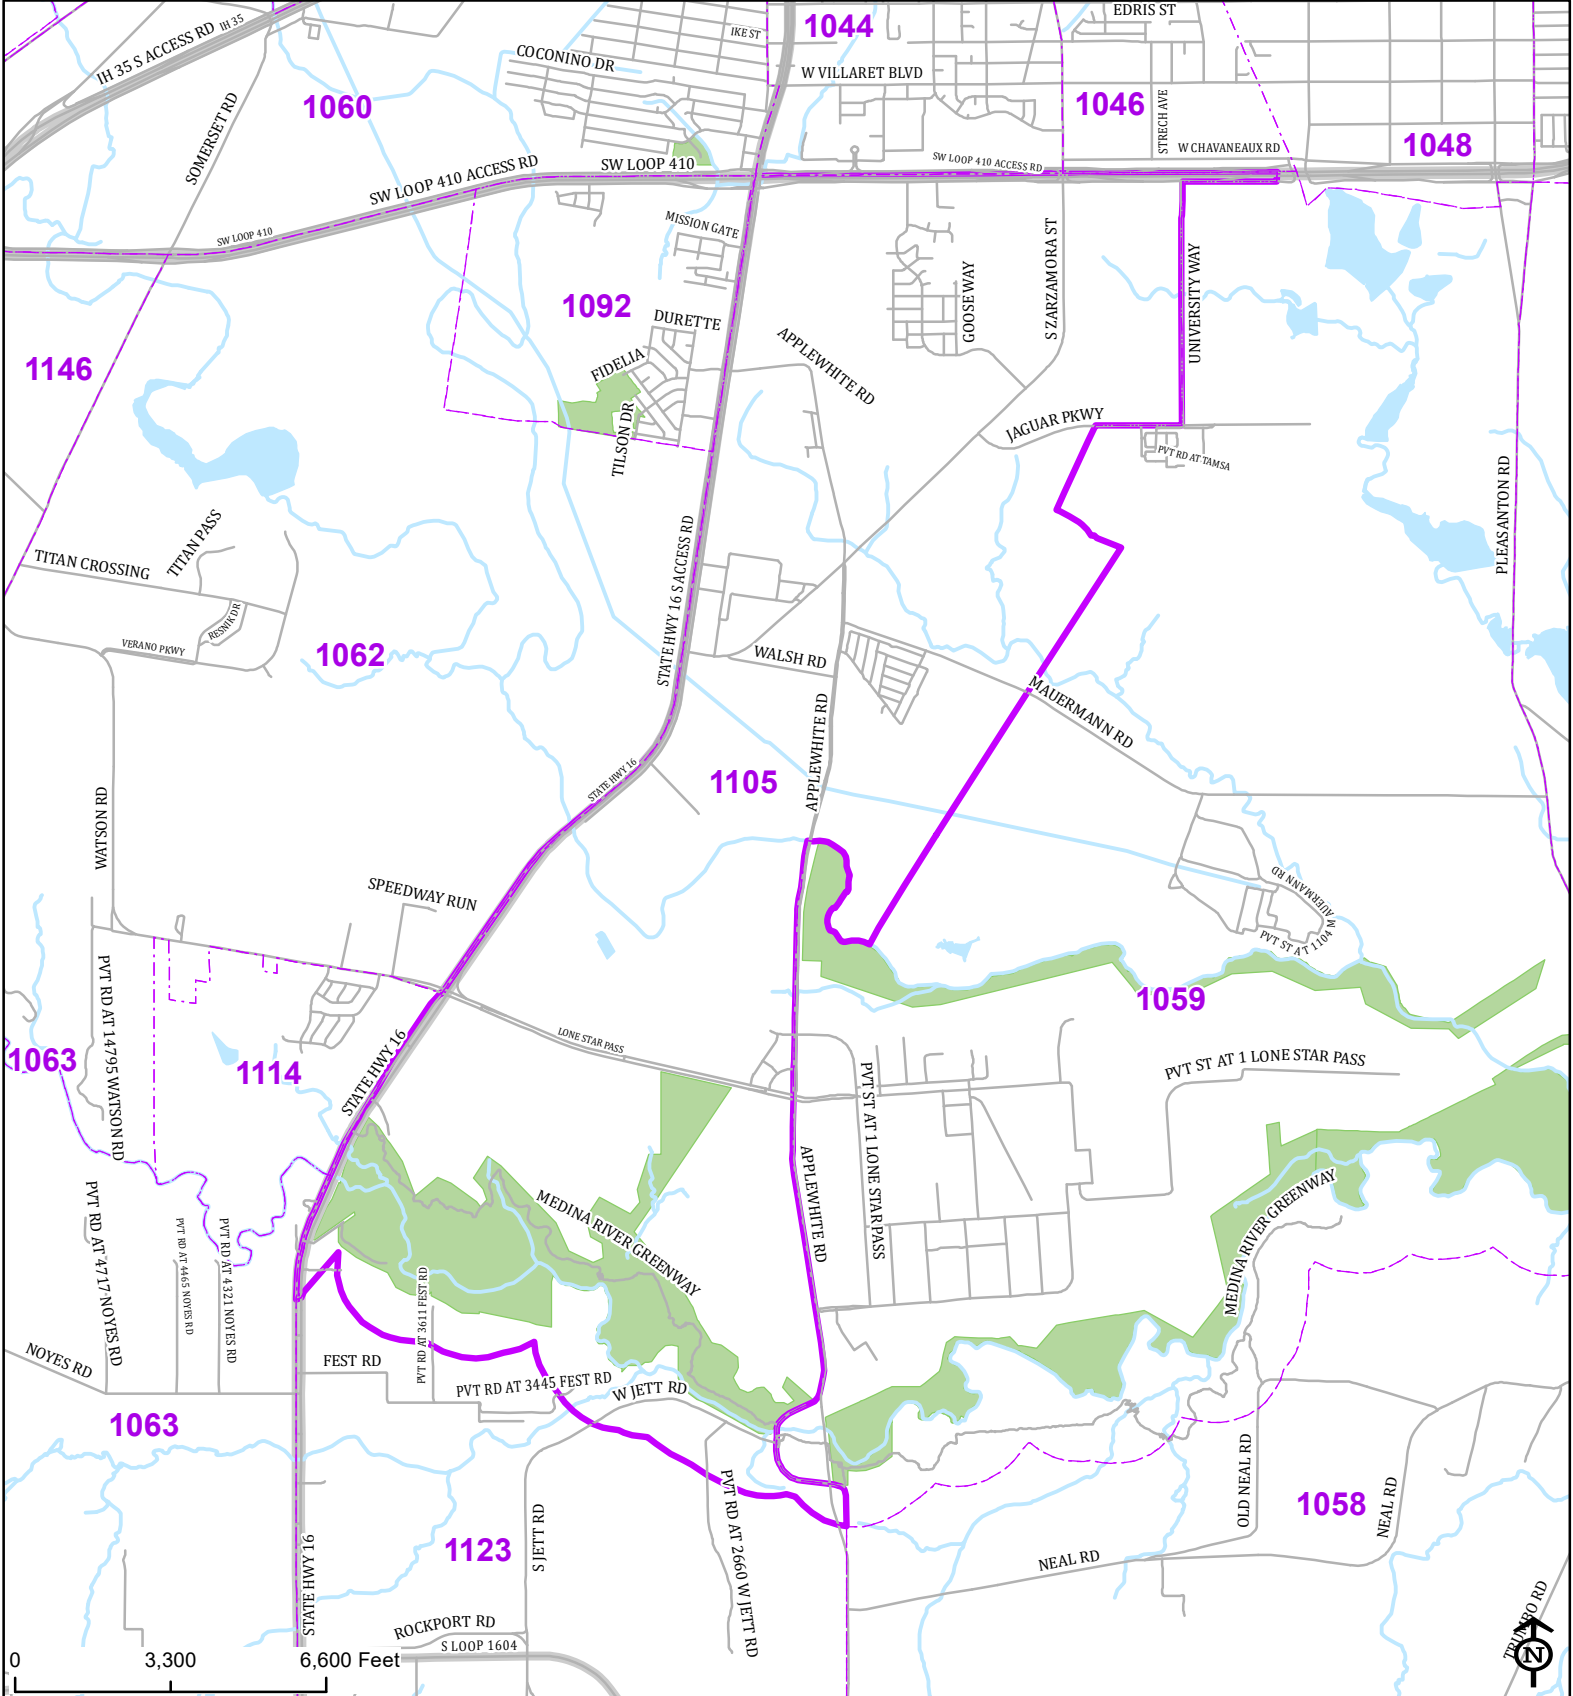 EDRIS ST
1044
IH 35
IKE ST
IH 35 S ACCESS RD
COCONINO DR
W VILLARET BLVD
1060
1046
STRECH AVE
SOMERSET RD
1048
W CHAVANEAUX RD
SW LOOP 410
SW LOOP 410 ACCESS RD
SW LOOP 410 ACCESS RD
MISSION GATE
SW LOOP 410
S ZARZAMORA ST
UNIVERSITY WAY
GOOSE WAY
1092
DURETTE
APPLEWHITE RD
FIDELIA
1146
TILSON DR
JAGUAR PKWY
PVT RD AT TAMSA
PLEASANTON RD
TITAN PASS
TITAN CROSSING
STATE HWY 16 S ACCESS RD
RESNIK DR
VERANO PKWY
1062
WALSH RD
MAUERMANN RD
APPLEWHITE RD
STATE HWY 16
1105
WATSON RD
SPEEDWAY RUN
MAUERMANN RD
PVT ST AT 1104 M
PVT RD AT 14795 WATSON RD
1059
LONE STAR PASS
1063
1114
STATE HWY 16
PVT ST AT 1 LONE STAR PASS
PVT ST AT 1 LONE STAR PASS
APPLEWHITE RD
MEDINA RIVER GREENWAY
MEDINA RIVER GREENWAY
PVT RD AT 4717 NOYES RD
PVT RD AT 4465 NOYES RD
PVT RD AT 4321 NOYES RD
PVT RD AT 3611 FEST RD
NOYES RD
FEST RD
PVT RD AT 3445 FEST RD
W JETT RD
1063
OLD NEAL RD
NEAL RD
1058
PVT RD AT 2660 W JETT RD
S JETT RD
1123
STATE HWY 16
NEAL RD
TRUMBO RD
ROCKPORT RD
S LOOP 1604
0 3,300 6,600 Feet
N